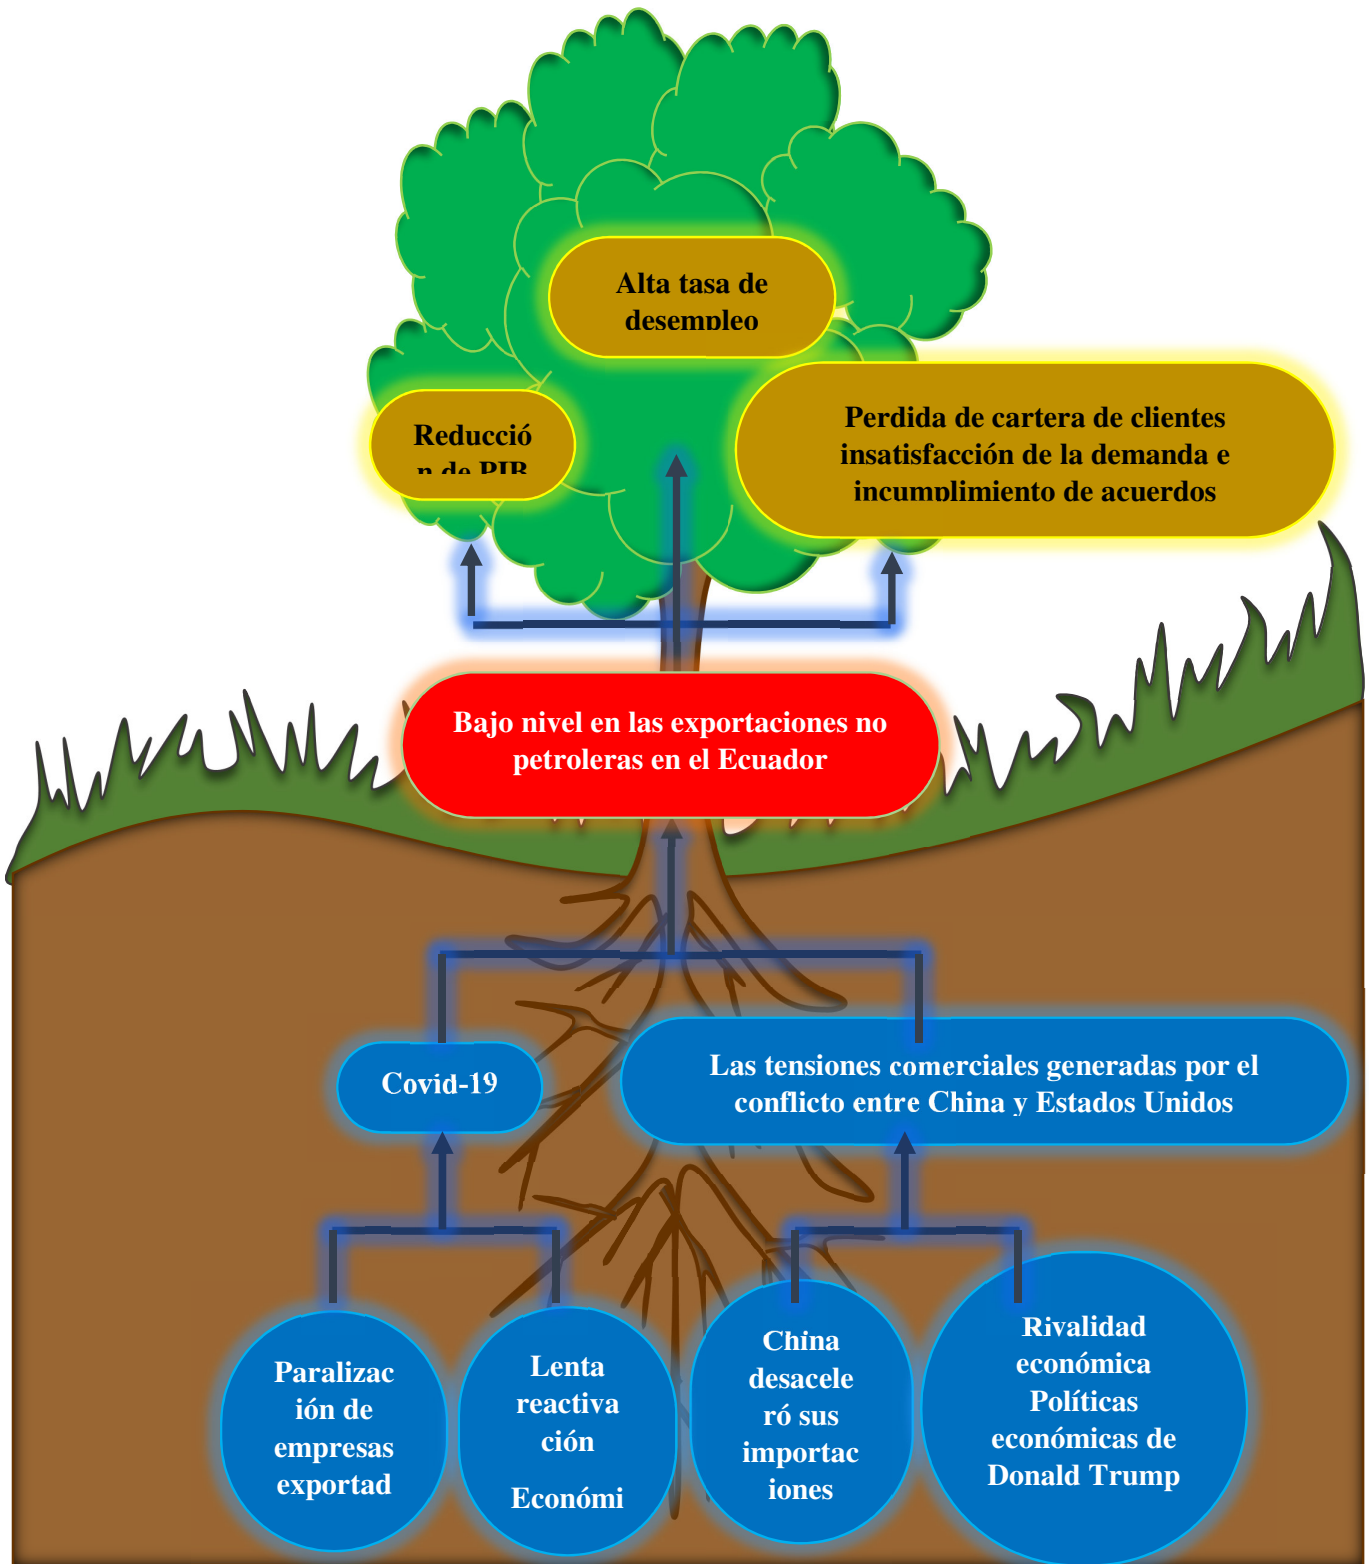 Alta tasa de
desempleo
Reducció
n de PIB
Perdida de cartera de clientes
insatisfacción de la demanda e
incumplimiento de acuerdos
Bajo nivel en las exportaciones no
petroleras en el Ecuador
Covid-19
Las tensiones comerciales generadas por el
conflicto entre China y Estados Unidos
Paralizac
ión de
empresas
exportad
Lenta
reactiva
ción
Económi
China
desacele
ró sus
importac
iones
Rivalidad
económica
Políticas
económicas de
Donald Trump